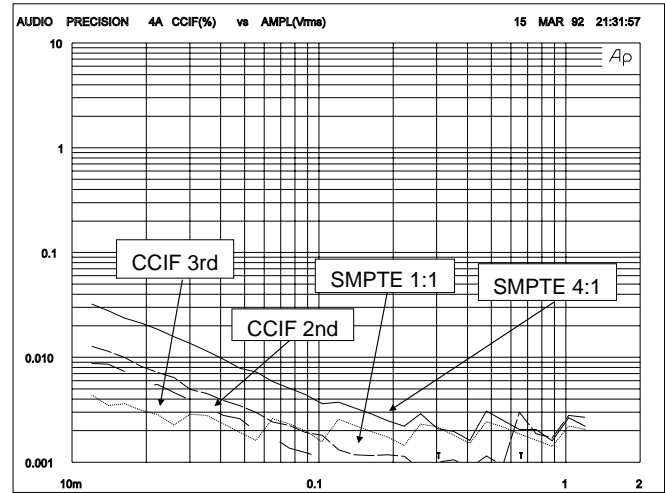 AUDIO PRECISION 4A CCIF(%) vs AMPL(Vrms) 15 MAR 92 21:31:57
10
Ap
1
0.1
CCIF 3rd
SMPTE 1:1
SMPTE 4:1
CCIF 2nd
0.010
T T
0.001
10m 0.1 1 2